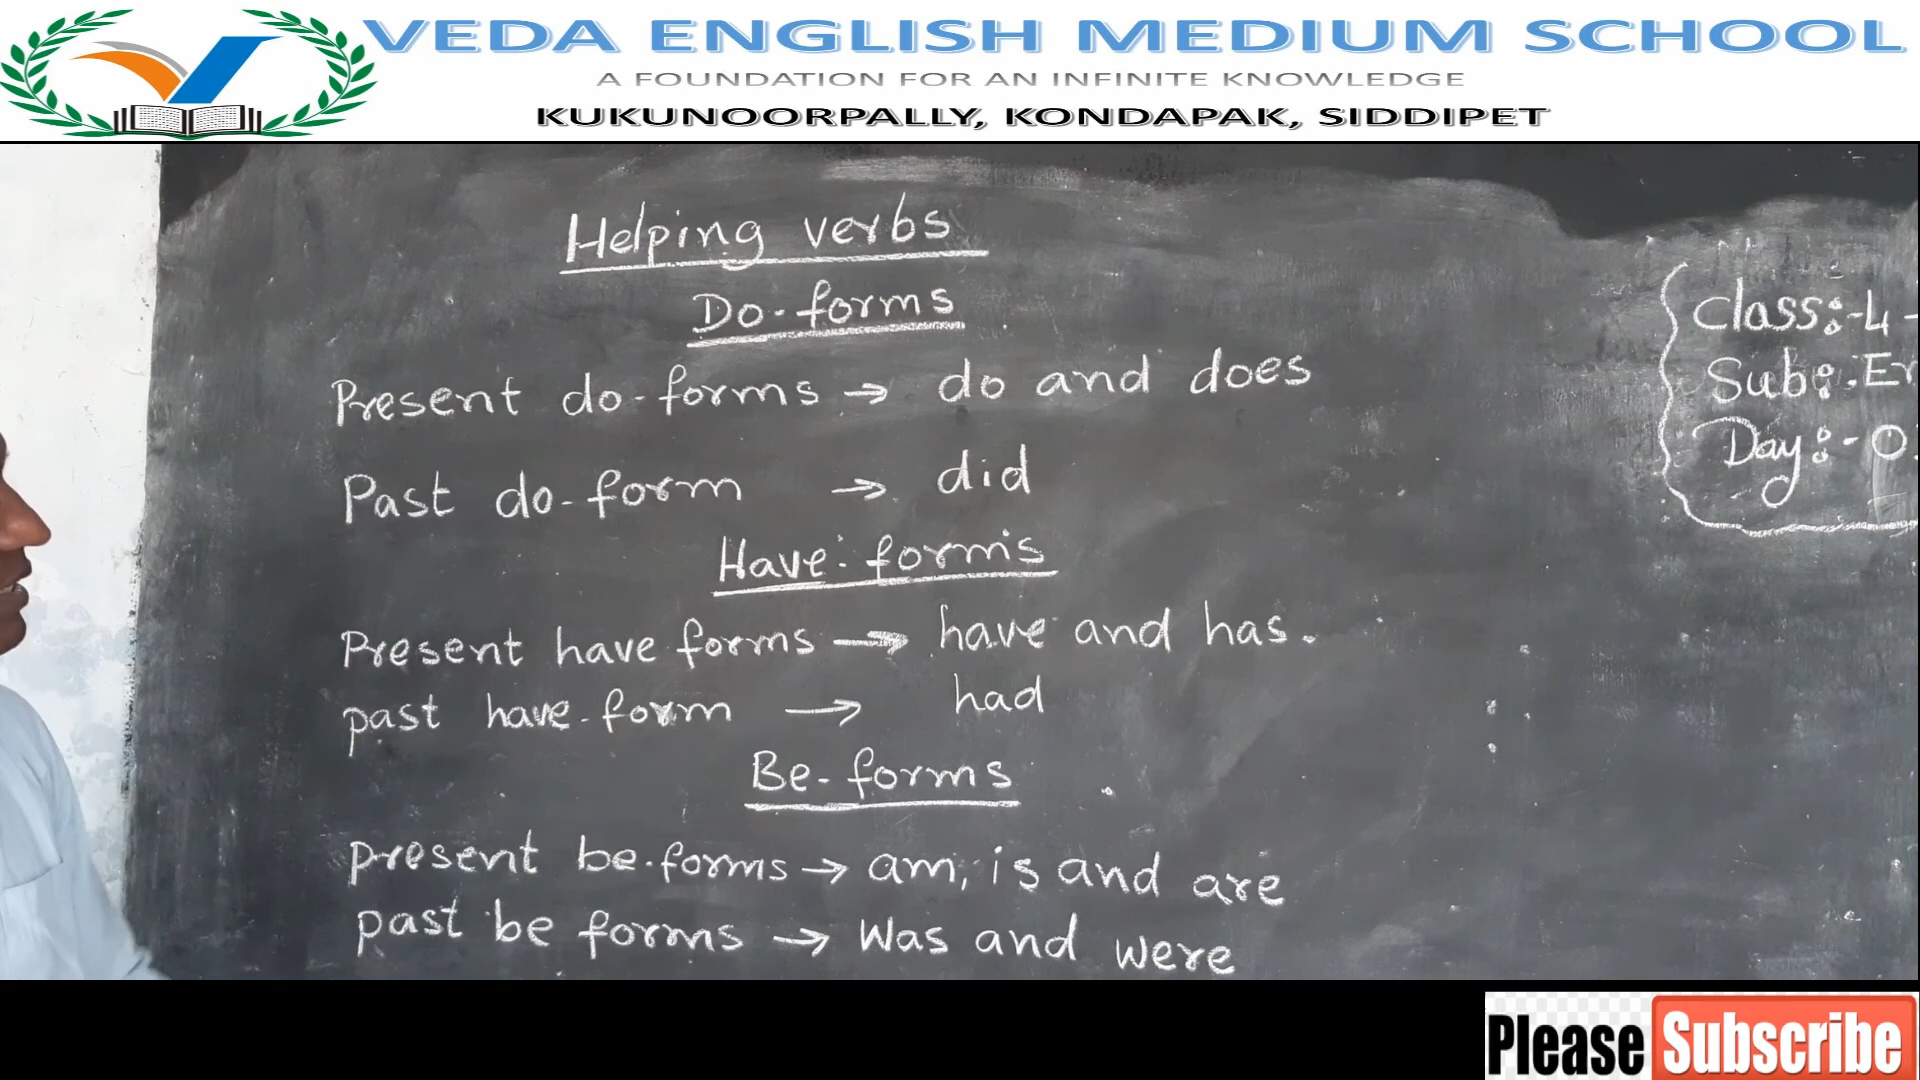 VEDA ENGLISH MEDIUM SCHOOL
A FOUNDATION FOR AN INFINITE KNOWLEDGE
KUKUNOORPALLY, KONDAPAK, SIDDIPET
Helping verbs
Do-forms
Present do-forms → do and does
Past do-form → did
Have-forms
Present have forms → have and has.
past have-form → had
Be-forms
present be-forms → am, is and are
past be forms → was and were
Class:-4
Sub:-
Day:-
Please Subscribe